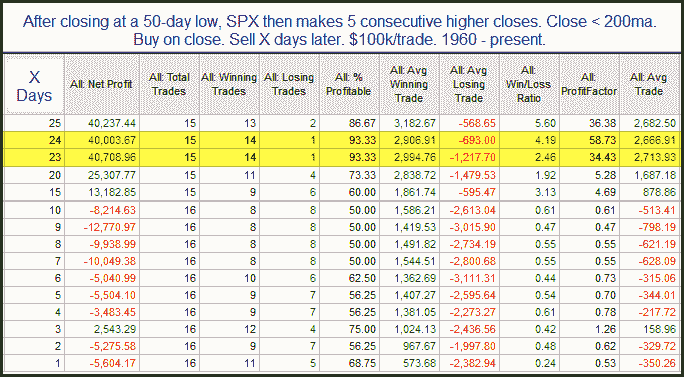 After closing at a 50-day low, SPX then makes 5 consecutive higher closes. Close < 200ma.
Buy on close. Sell X days later. $100k/trade. 1960 - present.
X Days All: Net Profit All: Total Trades All: Winning Trades All: Losing Trades All: % Profitable All: Avg Winning Trade All: Avg Losing Trade All: Win/Loss Ratio All: ProfitFactor All: Avg Trade
25 40,237.44 15 13 2 86.67 3,182.67 -568.65 5.60 36.38 2,682.50
24 40,003.67 15 14 1 93.33 2,906.91 -693.00 4.19 58.73 2,666.91
23 40,708.96 15 14 1 93.33 2,994.76 -1,217.70 2.46 34.43 2,713.93
20 25,307.77 15 11 4 73.33 2,838.72 -1,479.53 1.92 5.28 1,687.18
15 13,182.85 15 9 6 60.00 1,861.74 -595.47 3.13 4.69 878.86
10 -8,214.63 16 8 8 50.00 1,586.21 -2,613.04 0.61 0.61 -513.41
9 -12,770.97 16 8 8 50.00 1,419.53 -3,015.90 0.47 0.47 -798.19
8 -9,938.99 16 8 8 50.00 1,491.82 -2,734.19 0.55 0.55 -621.19
7 -10,049.38 16 8 8 50.00 1,544.51 -2,800.68 0.55 0.55 -628.09
6 -5,040.99 16 10 6 62.50 1,362.69 -3,111.31 0.44 0.73 -315.06
5 -5,504.10 16 9 7 56.25 1,407.27 -2,595.64 0.54 0.70 -344.01
4 -3,483.45 16 9 7 56.25 1,381.05 -2,273.27 0.61 0.78 -217.72
3 2,543.29 16 12 4 75.00 1,024.13 -2,436.56 0.42 1.26 158.96
2 -5,275.58 16 9 7 56.25 967.67 -1,997.80 0.48 0.62 -329.72
1 -5,604.17 16 11 5 68.75 573.68 -2,382.94 0.24 0.53 -350.26